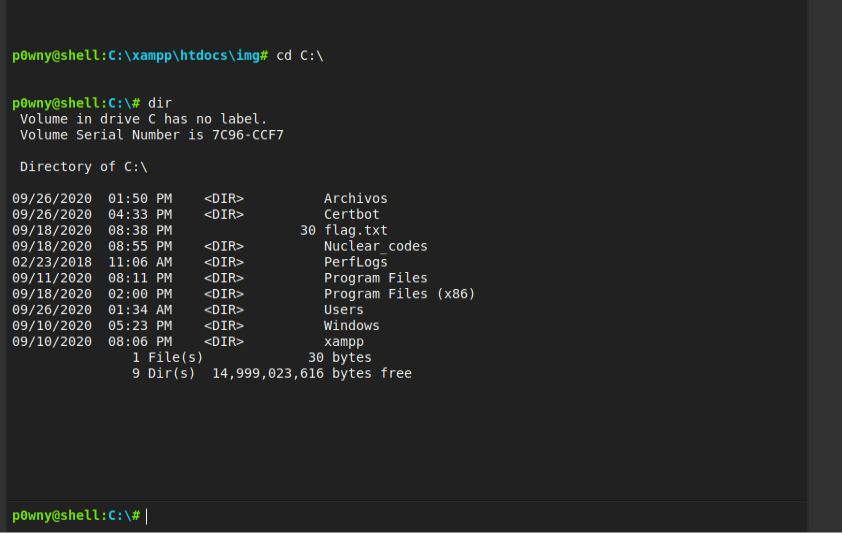 p0wny@shell:C:\xampp\htdocs\img# cd C:\
p0wny@shell:C:\# dir
 Volume in drive C has no label.
 Volume Serial Number is 7C96-CCF7
 Directory of C:\
09/26/2020  01:50 PM    <DIR>          Archivos
09/26/2020  04:33 PM    <DIR>          Certbot
09/18/2020  08:38 PM                30 flag.txt
09/18/2020  08:55 PM    <DIR>          Nuclear_codes
02/23/2018  11:06 AM    <DIR>          PerfLogs
09/11/2020  08:11 PM    <DIR>          Program Files
09/18/2020  02:00 PM    <DIR>          Program Files (x86)
09/26/2020  01:34 AM    <DIR>          Users
09/10/2020  05:23 PM    <DIR>          Windows
09/10/2020  08:06 PM    <DIR>          xampp
               1 File(s)             30 bytes
               9 Dir(s)  14,999,023,616 bytes free
p0wny@shell:C:\#